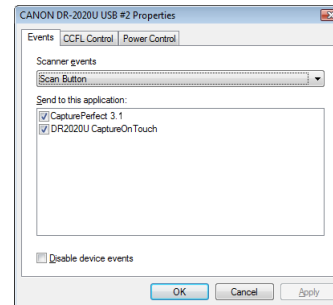 CANON DR-2020U USB #2 Properties
Events CCFL Control Power Control
Scanner events
Scan Button
Send to this application:
CapturePerfect 3.1
DR2020U CaptureOnTouch
Disable device events
OK Cancel Apply